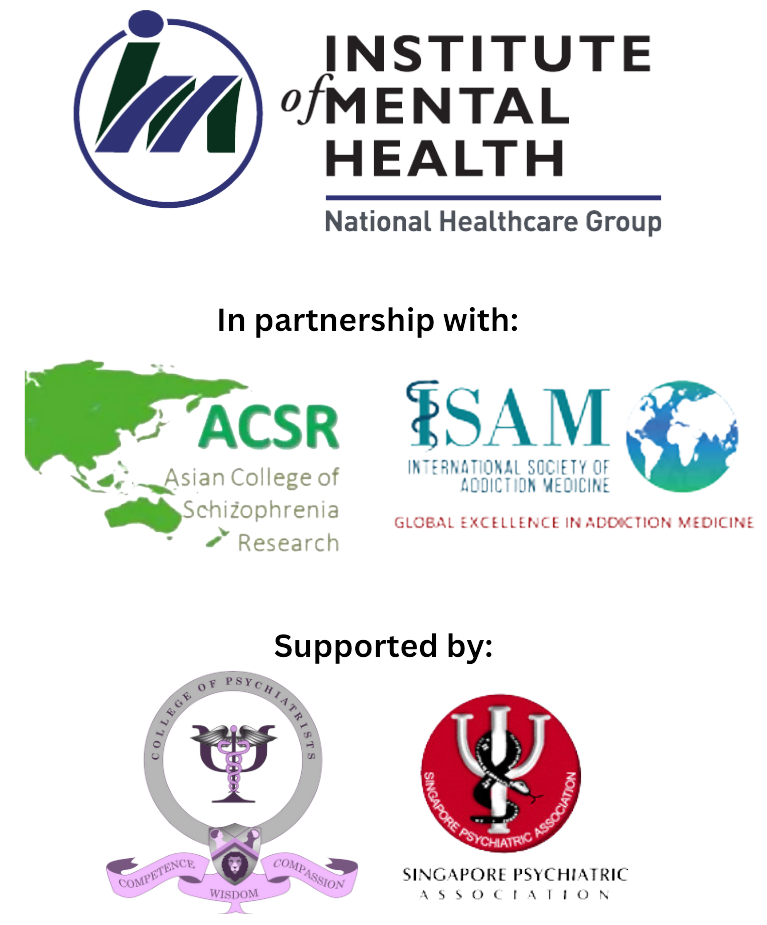 im
INSTITUTE
of MENTAL
HEALTH
National Healthcare Group
In partnership with:
ACSR
Asian College of
Schizophrenia
Research
ISAM
INTERNATIONAL SOCIETY OF
ADDICTION MEDICINE
GLOBAL EXCELLENCE IN ADDICTION MEDICINE
Supported by:
COLLEGE OF PSYCHIATRISTS
COMPETENCE
WISDOM
COMPASSION
SINGAPORE PSYCHIATRIC ASSOCIATION
SINGAPORE PSYCHIATRIC
ASSOCIATION